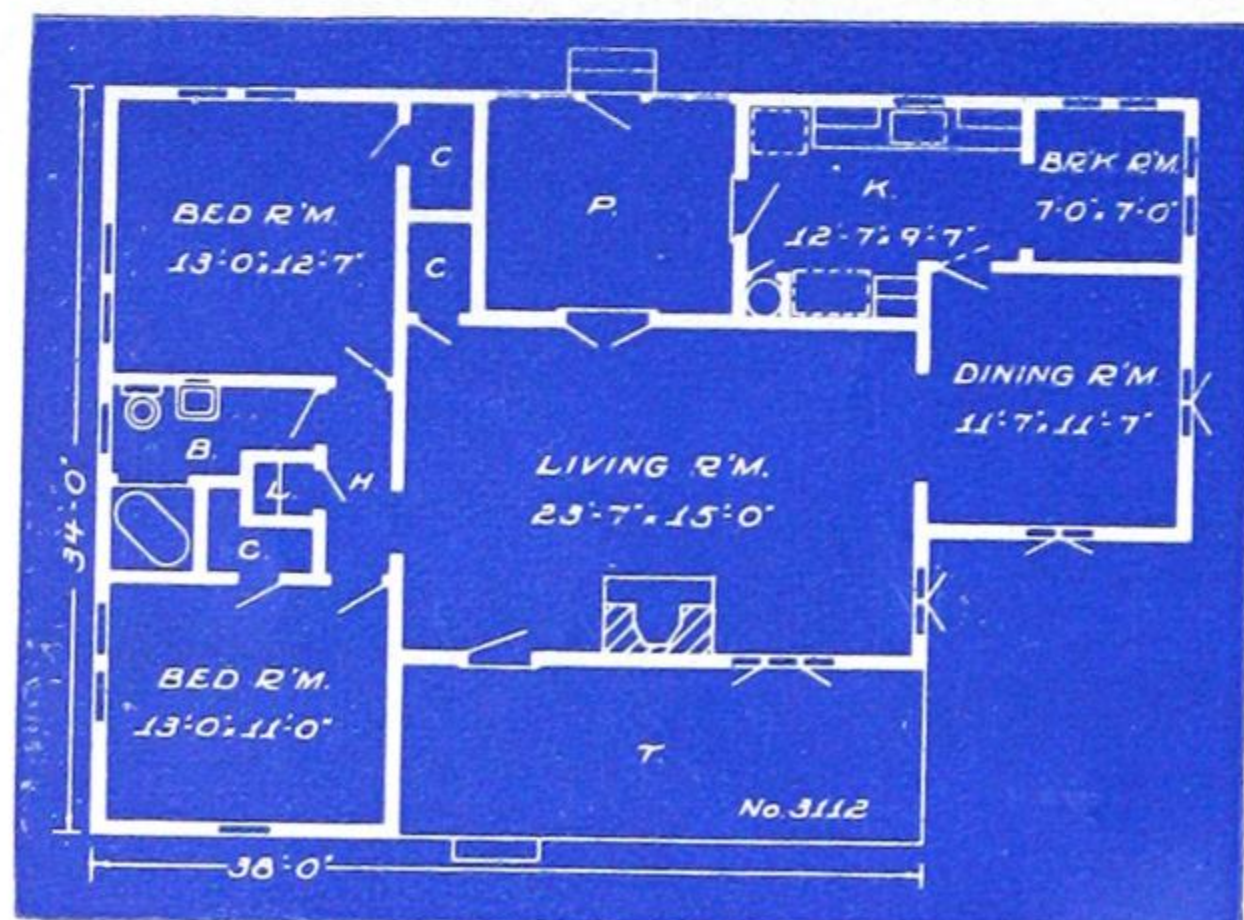 BED R'M.
13'-0"x12'-7"
C
C.
P.
K.
12'-7"x9'-7"
BR'K R'M.
7'-0"x7'-0"
DINING R'M.
11'-7"x11'-7"
LIVING R'M.
23'-7"x15'-0"
B.
L.
H
C.
34'-0"
BED R'M.
13'-0"x11'-0"
T.
No. 3112
38'-0"